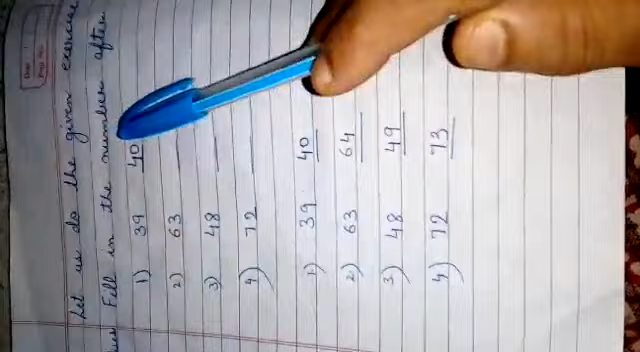 Let us do the given exercise
Fill in the number after
1) 39 40
2) 63
3) 48
4) 72
1) 39 40
2) 63 64
3) 48 49
4) 72 73